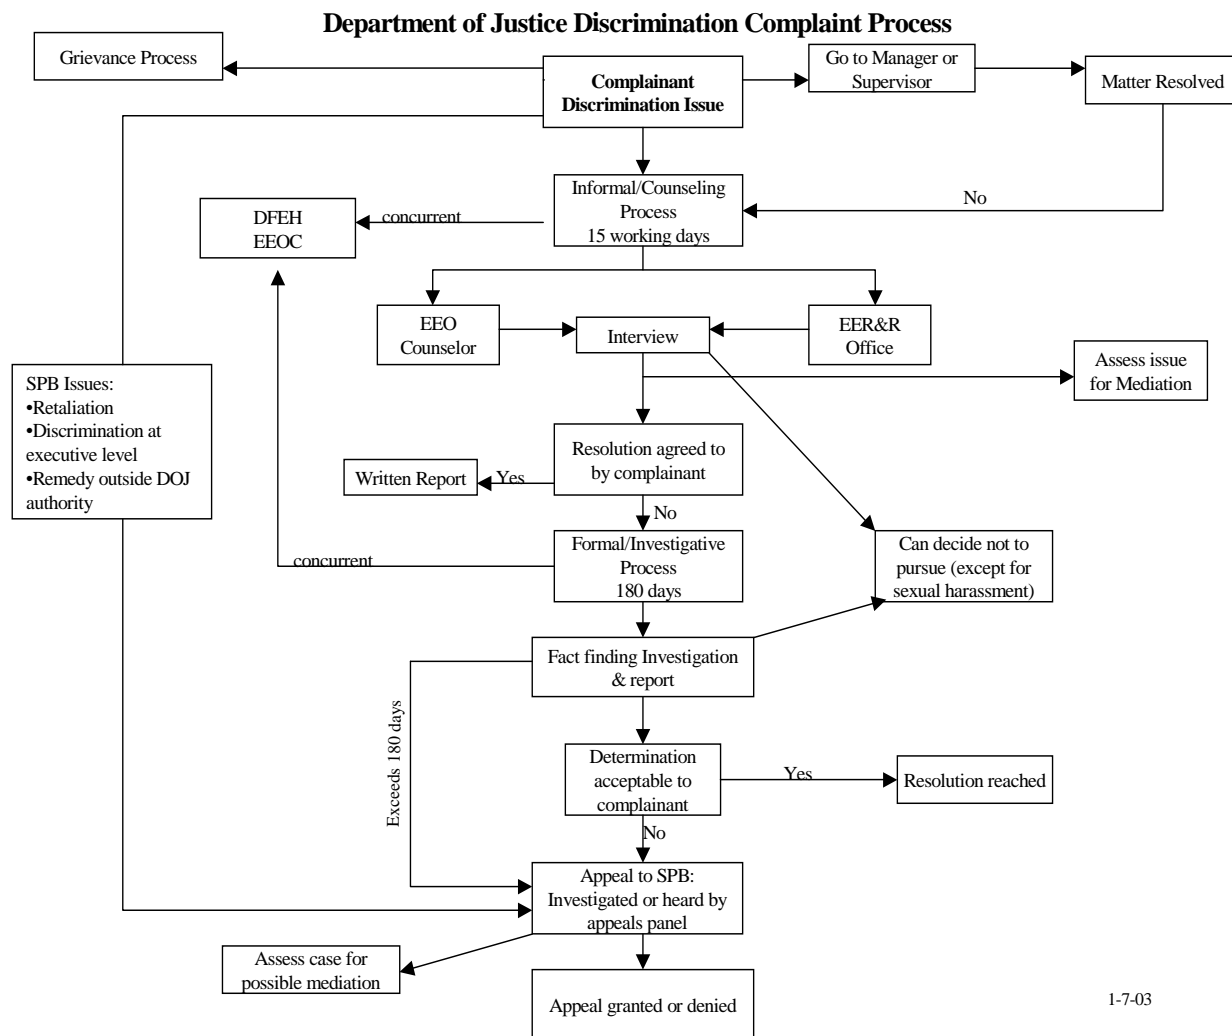 Department of Justice Discrimination Complaint Process
Grievance Process
Complainant
Discrimination Issue
Go to Manager or
Supervisor
Matter Resolved
Informal/Counseling
Process
15 working days
No
concurrent
DFEH
EEOC
EEO
Counselor
Interview
EER&R
Office
Assess issue
for Mediation
SPB Issues:
•Retaliation
•Discrimination at
executive level
•Remedy outside DOJ
authority
Resolution agreed to
by complainant
Yes
Written Report
No
Formal/Investigative
Process
180 days
concurrent
Can decide not to
pursue (except for
sexual harassment)
Fact finding Investigation
& report
Exceeds 180 days
Determination
acceptable to
complainant
Yes
Resolution reached
No
Appeal to SPB:
Investigated or heard by
appeals panel
Assess case for
possible mediation
Appeal granted or denied
1-7-03